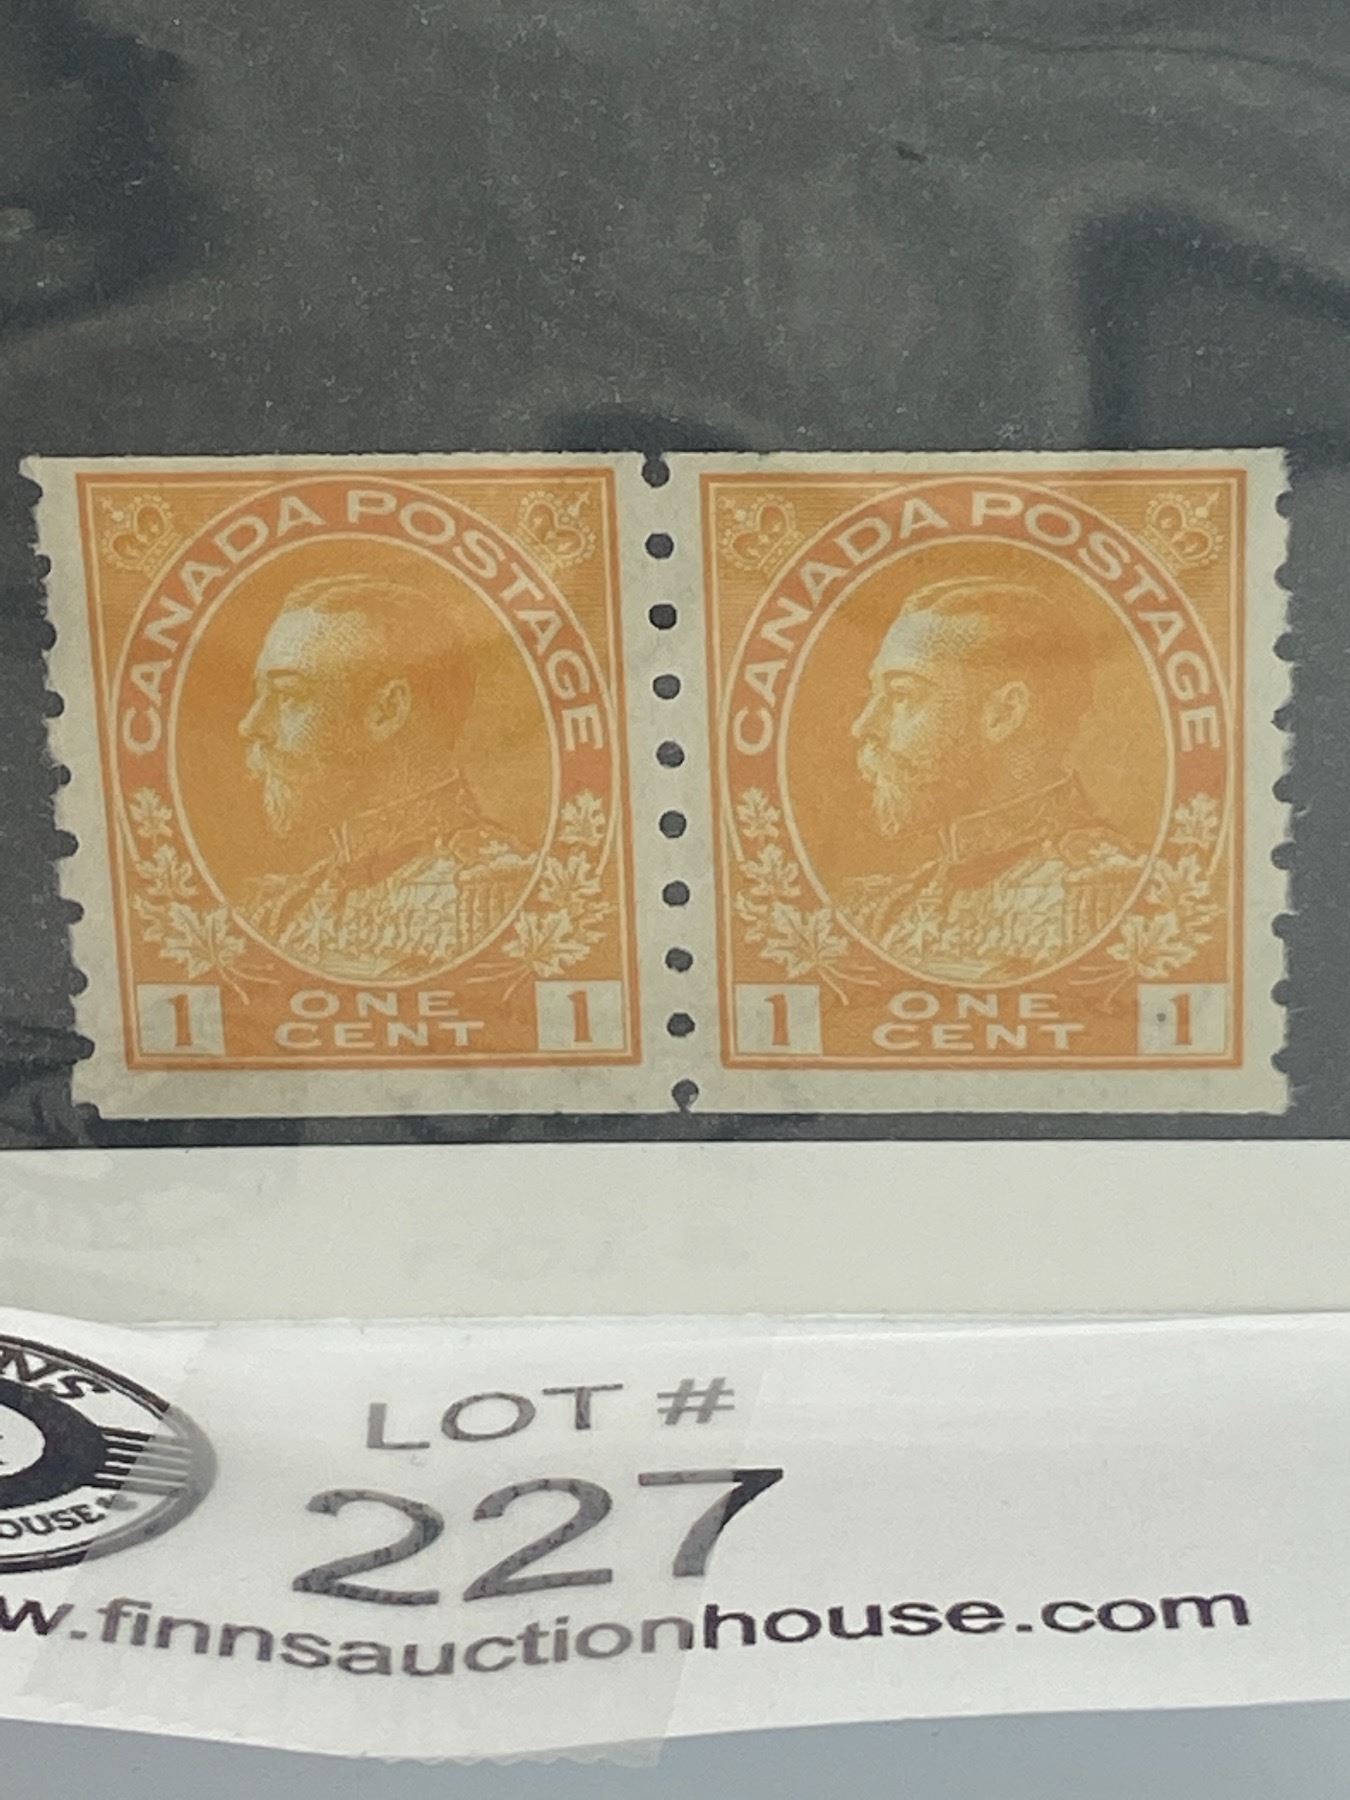 CANADA POSTAGE
1 ONE CENT 1
CANADA POSTAGE
1 ONE CENT 1
LOT #
227
w.finnsauctionhouse.com